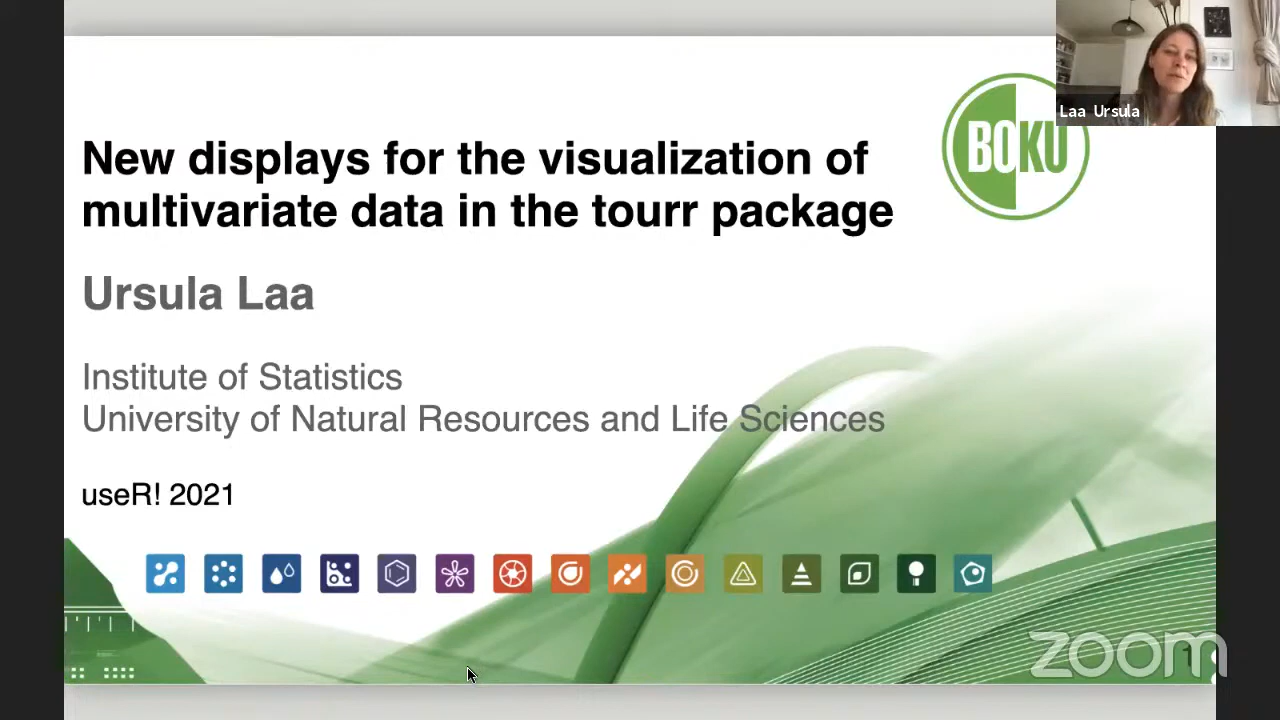 Laa Ursula
BOKU
New displays for the visualization of
multivariate data in the tourr package
Ursula Laa
Institute of Statistics
University of Natural Resources and Life Sciences
useR! 2021
zoom
1